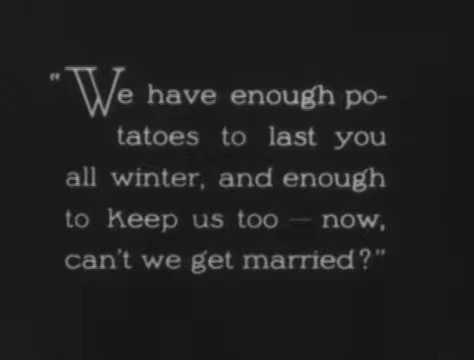 "We have enough po-
tatoes to last you
all winter, and enough
to keep us too — now,
can't we get married?"